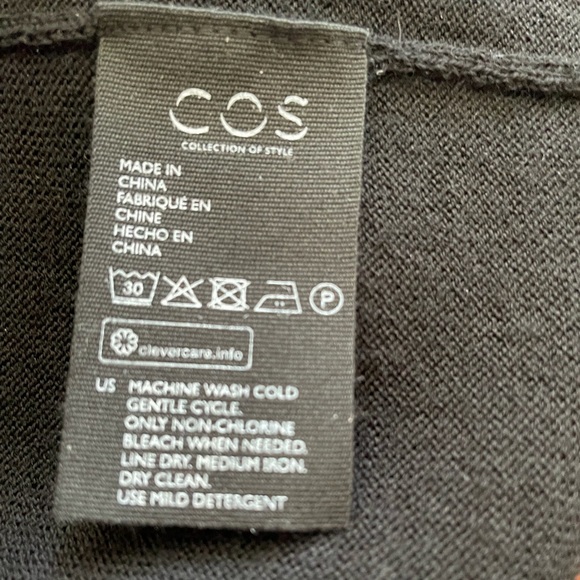 COS
COLLECTION OF STYLE
MADE IN
CHINA
FABRIQUÉ EN
CHINE
HECHO EN
CHINA
30 P
clevercare.info
US MACHINE WASH COLD
GENTLE CYCLE.
ONLY NON-CHLORINE
BLEACH WHEN NEEDED.
LINE DRY. MEDIUM IRON.
DRY CLEAN.
USE MILD DETERGENT